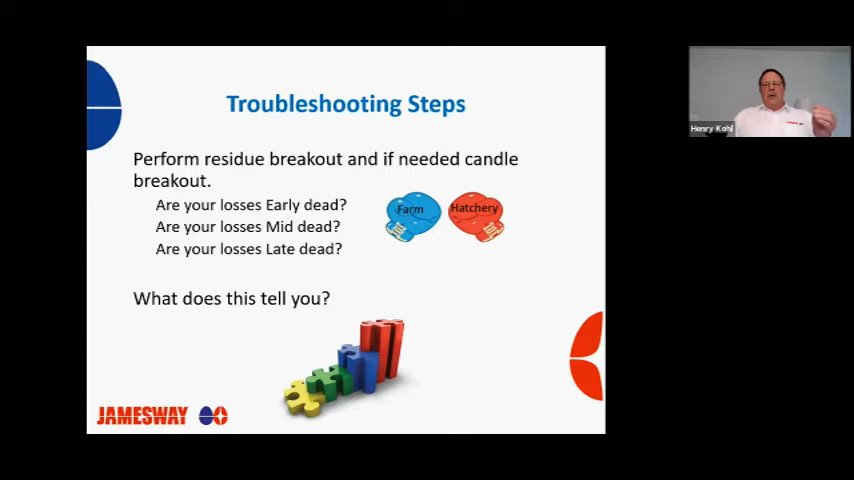 Troubleshooting Steps
Perform residue breakout and if needed candle
breakout.
Are your losses Early dead?
Are your losses Mid dead?
Are your losses Late dead?
Farm
Hatchery
What does this tell you?
JAMESWAY
Henry Kohl